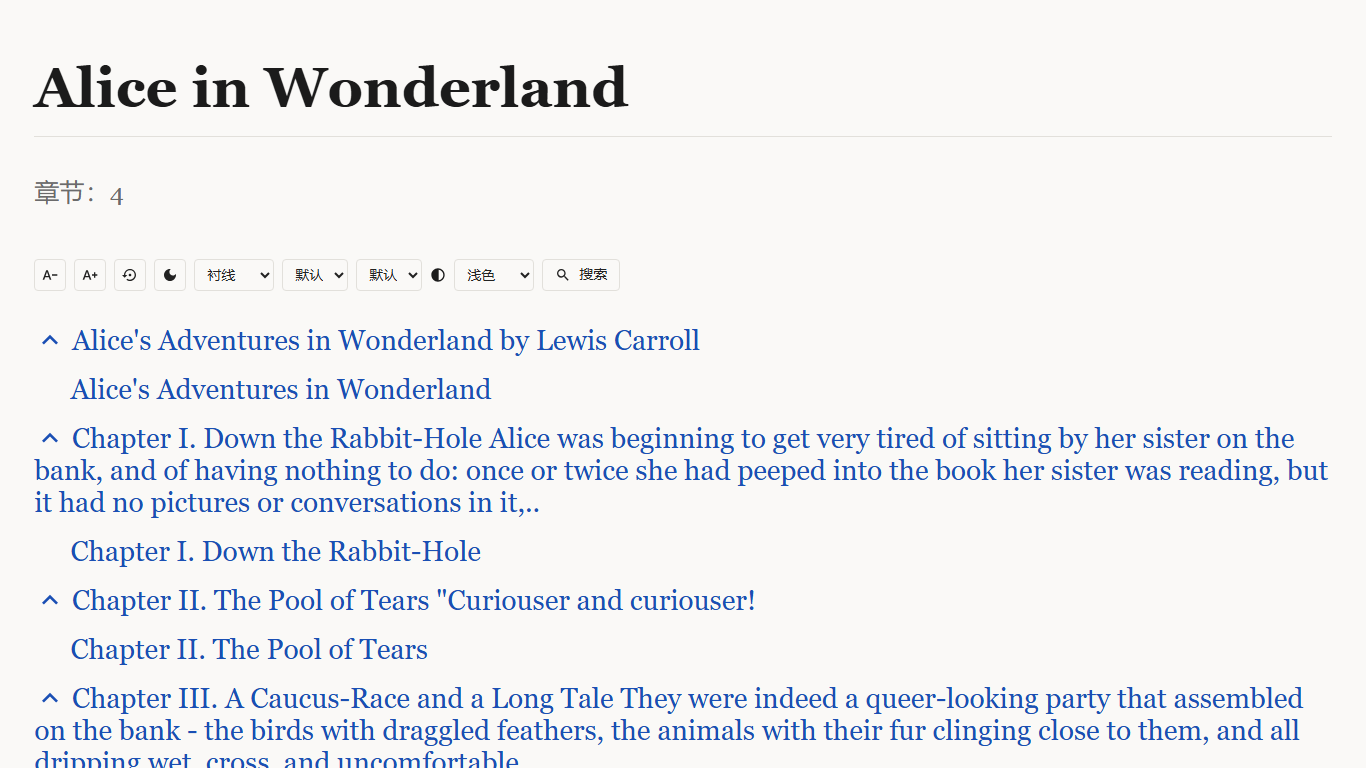 Alice in Wonderland
章节：4
A− A+ 衬线 默认 默认 浅色 搜索
Alice's Adventures in Wonderland by Lewis Carroll
Alice's Adventures in Wonderland
Chapter I. Down the Rabbit-Hole Alice was beginning to get very tired of sitting by her sister on the
bank, and of having nothing to do: once or twice she had peeped into the book her sister was reading, but
it had no pictures or conversations in it,..
Chapter I. Down the Rabbit-Hole
Chapter II. The Pool of Tears "Curiouser and curiouser!
Chapter II. The Pool of Tears
Chapter III. A Caucus-Race and a Long Tale They were indeed a queer-looking party that assembled
on the bank - the birds with draggled feathers, the animals with their fur clinging close to them, and all
dripping wet, cross, and uncomfortable